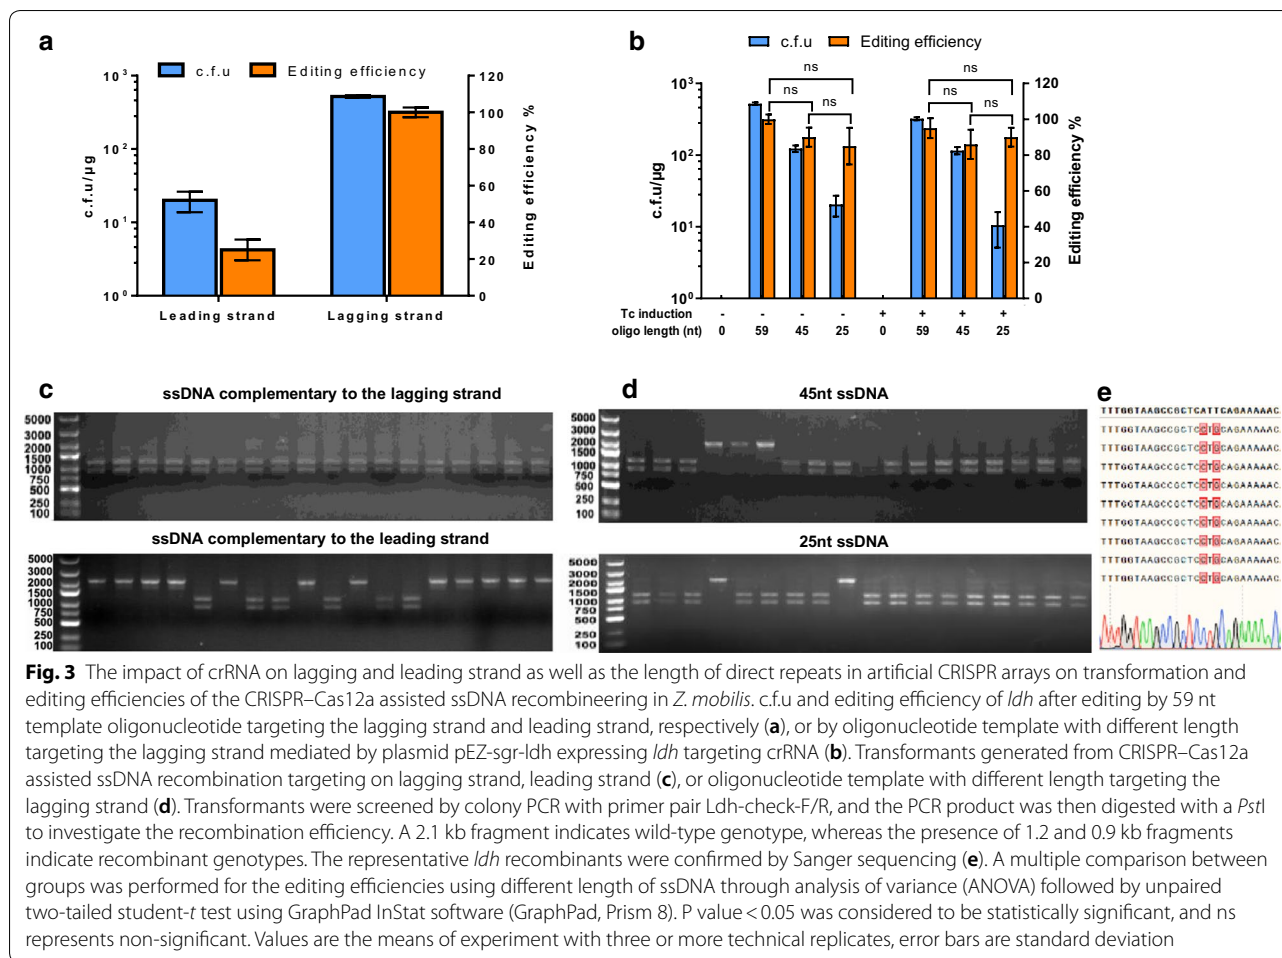 a
c.f.u
Editing efficiency
10³
10²
10¹
10⁰
c.f.u/µg
120
100
80
60
40
20
0
Editing efficiency %
Leading strand
Lagging strand
b
c.f.u
Editing efficiency
ns
ns
ns
ns
ns
ns
10³
10²
10¹
10⁰
c.f.u/µg
120
100
80
60
40
20
0
Editing efficiency %
Tc induction - - - - + + + +
oligo length (nt) 0 59 45 25 0 59 45 25
c
ssDNA complementary to the lagging strand
5000
3000
2000
1500
1000
750
500
250
100
ssDNA complementary to the leading strand
5000
3000
2000
1500
1000
750
500
250
100
d
45nt ssDNA
5000
3000
2000
1500
1000
750
500
250
100
25nt ssDNA
5000
3000
2000
1500
1000
750
500
250
100
e
TTTGGTAAGCCGCTCATTCAGAAAAAC
TTTGGTAAGCCGCTCCTGCAGAAAAAC
TTTGGTAAGCCGCTCCTGCAGAAAAAC
TTTGGTAAGCCGCTCCTGCAGAAAAAC
TTTGGTAAGCCGCTCCTGCAGAAAAAC
TTTGGTAAGCCGCTCCTGCAGAAAAAC
TTTGGTAAGCCGCTCCTGCAGAAAAAC
TTTGGTAAGCCGCTCCTGCAGAAAAAC
TTTGGTAAGCCGCTCCTGCAGAAAAAC
TTTGGTAAGCCGCTCCTGCAGAAAAAC
Fig. 3 The impact of crRNA on lagging and leading strand as well as the length of direct repeats in artificial CRISPR arrays on transformation and
editing efficiencies of the CRISPR–Cas12a assisted ssDNA recombineering in Z. mobilis. c.f.u and editing efficiency of ldh after editing by 59 nt
template oligonucleotide targeting the lagging strand and leading strand, respectively (a), or by oligonucleotide template with different length
targeting the lagging strand mediated by plasmid pEZ-sgr-ldh expressing ldh targeting crRNA (b). Transformants generated from CRISPR–Cas12a
assisted ssDNA recombination targeting on lagging strand, leading strand (c), or oligonucleotide template with different length targeting the
lagging strand (d). Transformants were screened by colony PCR with primer pair Ldh-check-F/R, and the PCR product was then digested with a PstI
to investigate the recombination efficiency. A 2.1 kb fragment indicates wild-type genotype, whereas the presence of 1.2 and 0.9 kb fragments
indicate recombinant genotypes. The representative ldh recombinants were confirmed by Sanger sequencing (e). A multiple comparison between
groups was performed for the editing efficiencies using different length of ssDNA through analysis of variance (ANOVA) followed by unpaired
two-tailed student-t test using GraphPad InStat software (GraphPad, Prism 8). P value < 0.05 was considered to be statistically significant, and ns
represents non-significant. Values are the means of experiment with three or more technical replicates, error bars are standard deviation